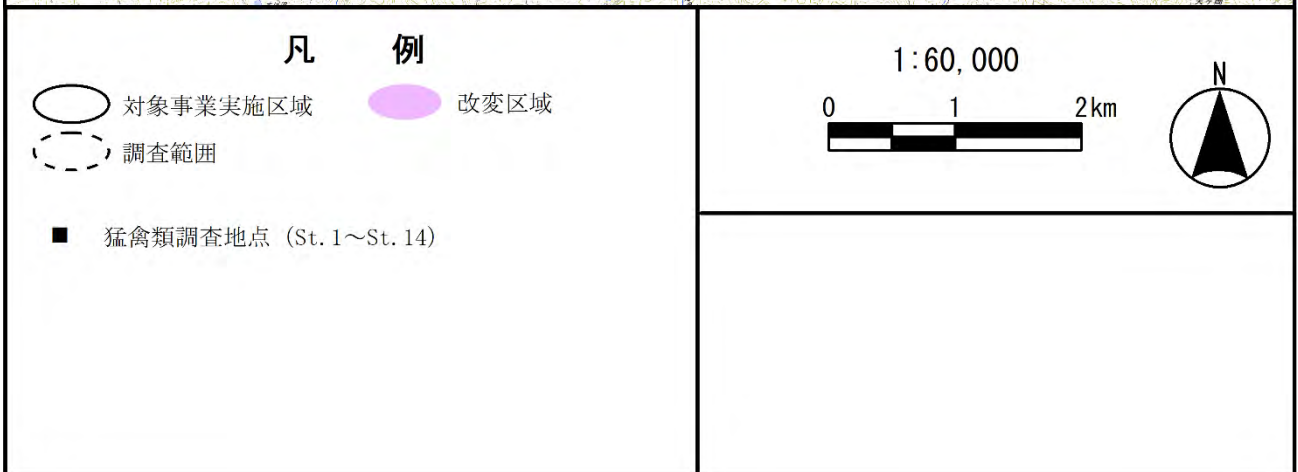 凡 例
対象事業実施区域 改変区域
調査範囲
■ 猛禽類調査地点 (St.1～St.14)
1:60,000
0 1 2km
N